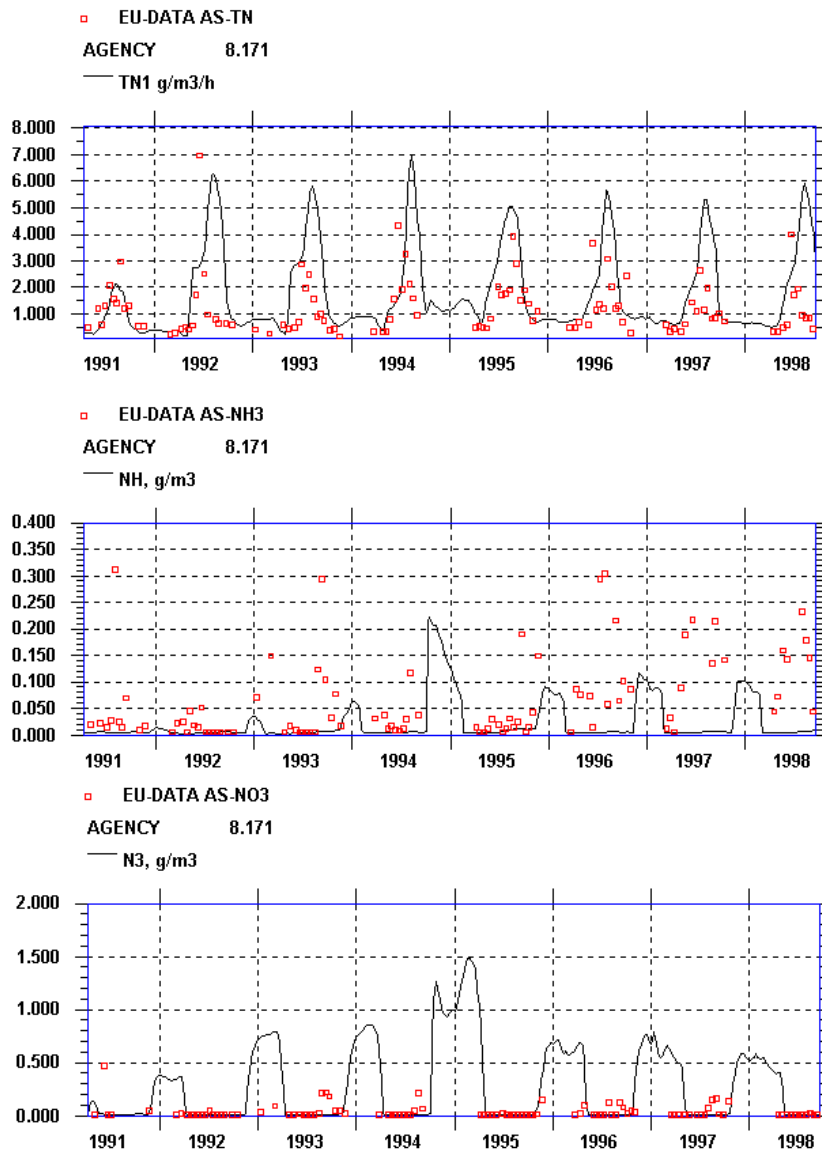 EU-DATA AS-TN
AGENCY 8.171
TN1 g/m3/h
8.000
7.000
6.000
5.000
4.000
3.000
2.000
1.000
1991 1992 1993 1994 1995 1996 1997 1998
EU-DATA AS-NH3
AGENCY 8.171
NH, g/m3
0.400
0.350
0.300
0.250
0.200
0.150
0.100
0.050
0.000
1991 1992 1993 1994 1995 1996 1997 1998
EU-DATA AS-NO3
AGENCY 8.171
N3, g/m3
2.000
1.500
1.000
0.500
0.000
1991 1992 1993 1994 1995 1996 1997 1998